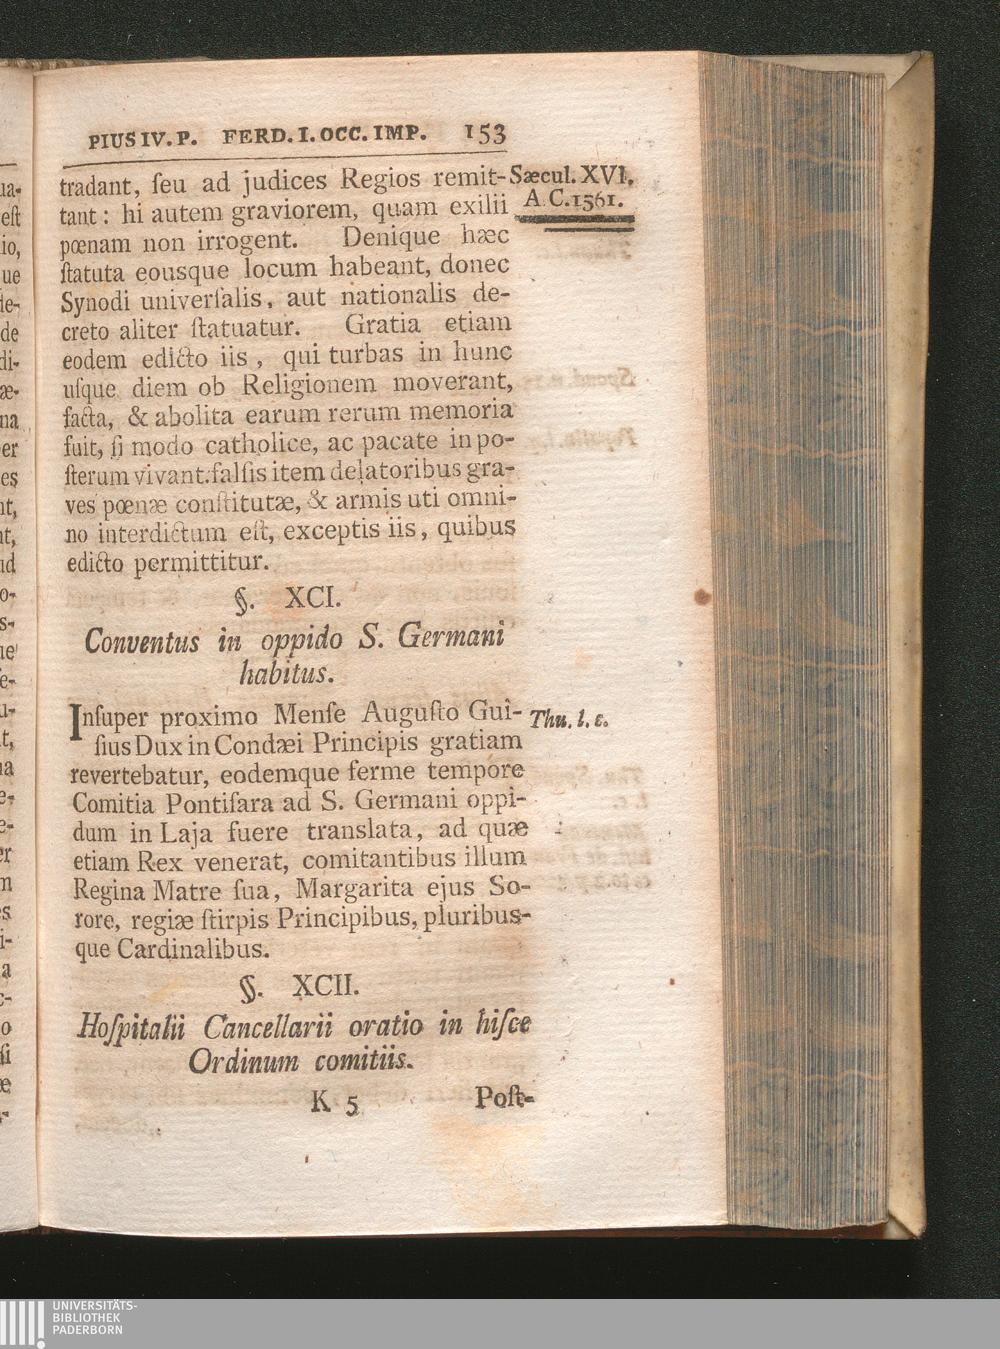 PIUS IV. P. FERD. I. OCC. IMP. 153
tradant, ſeu ad judices Regios remit-
tant: hi autem graviorem, quam exilii
pœnam non irrogent. Denique hæc
ſtatuta eousque locum habeant, donec
Synodi univerſalis, aut nationalis de-
creto aliter ſtatuatur. Gratia etiam
eodem edicto iis, qui turbas in hunc
uſque diem ob Religionem moverant,
facta, & abolita earum rerum memoria
fuit, ſi modo catholice, ac pacate in po-
ſterum vivant: falſis item delatoribus gra-
ves pœnæ conſtitutæ, & armis uti omni-
no interdictum eſt, exceptis iis, quibus
edicto permittitur.
Sæcul. XVI.
A. C. 1561.
§. XCI.
Conventus in oppido S. Germani
habitus.
Inſuper proximo Menſe Auguſto Gui-
ſius Dux in Condæi Principis gratiam
revertebatur, eodemque ferme tempore
Comitia Pontiſara ad S. Germani oppi-
dum in Laja fuere translata, ad quæ
etiam Rex venerat, comitantibus illum
Regina Matre ſua, Margarita ejus So-
rore, regiæ ſtirpis Principibus, pluribus-
que Cardinalibus.
Thu. l. c.
§. XCII.
Hoſpitalii Cancellarii oratio in hiſce
Ordinum comitiis.
K 5 Poſt-
UNIVERSITÄTS-
BIBLIOTHEK
PADERBORN